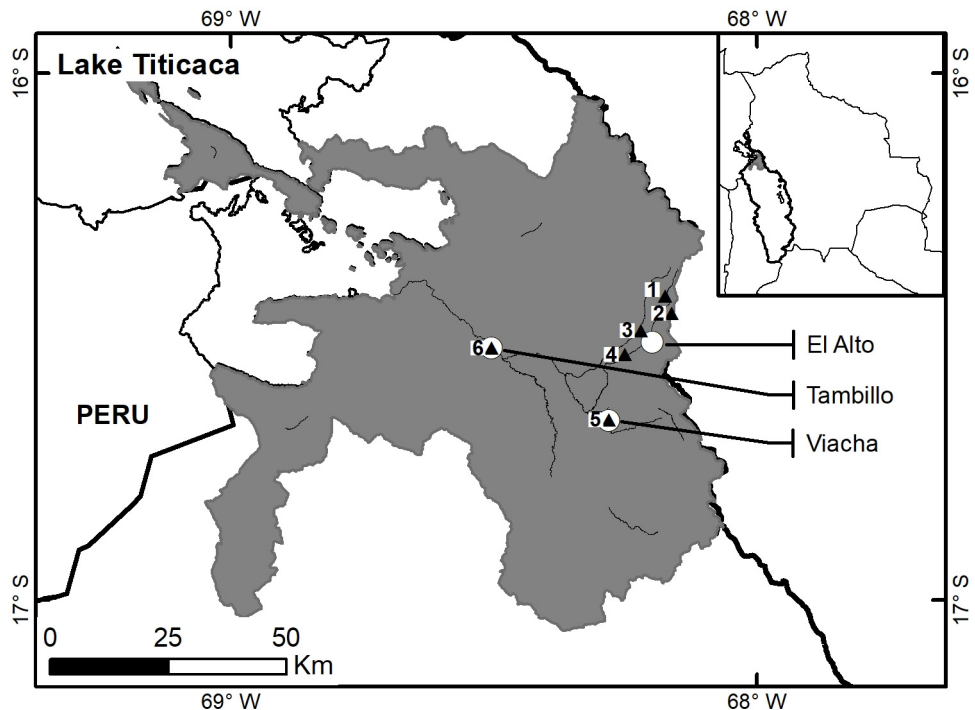 69° W
68° W
Lake Titicaca
16° S
16° S
1
2
3
El Alto
4
6
Tambillo
PERU
5
Viacha
17° S
17° S
0
25
50
Km
69° W
68° W